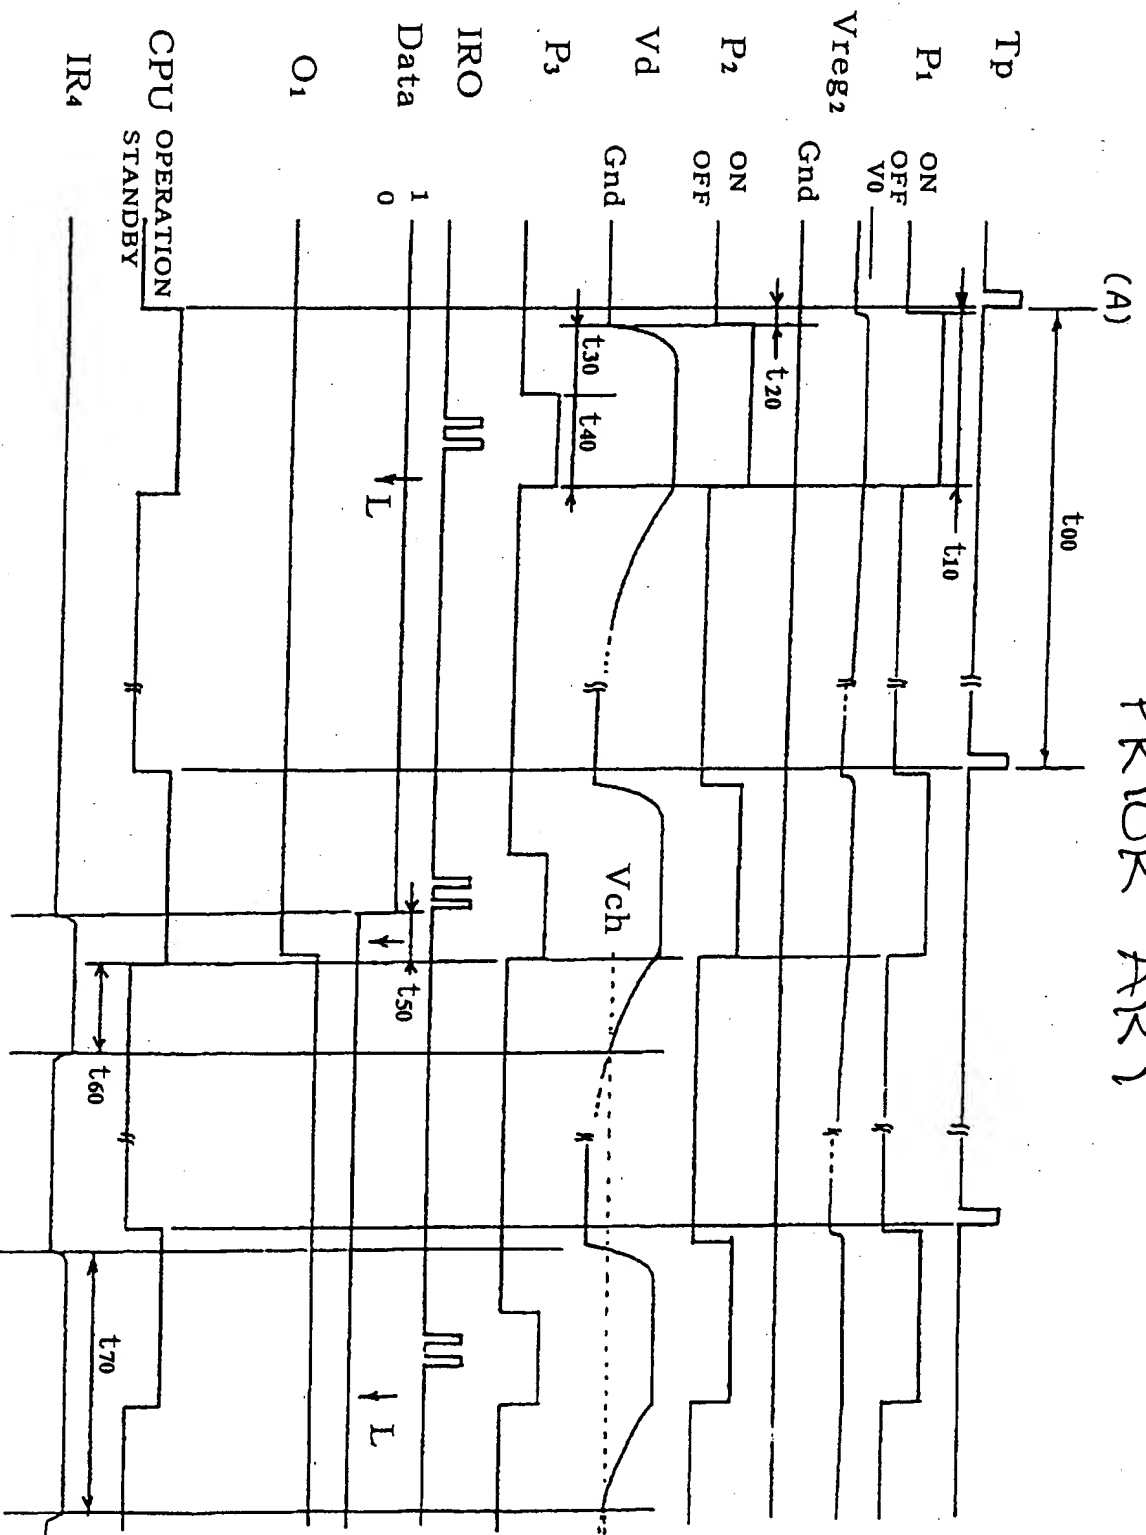 PRIOR ART
(A)
t00
Tp
t10
P1 ON
OFF
V0
Vreg2
Gnd
t20
P2 ON
OFF
Vd
Gnd
Vch
t30 t40
P3
IRO
Data 1
0
L
t50
L
O1
CPU OPERATION
STANDBY
t60
t70
IR4